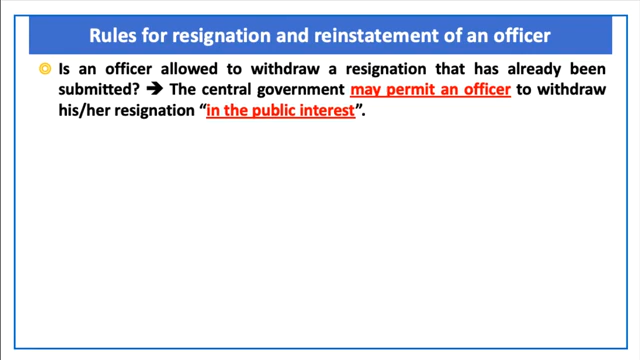 Rules for resignation and reinstatement of an officer
Is an officer allowed to withdraw a resignation that has already been
submitted? ➔ The central government may permit an officer to withdraw
his/her resignation “in the public interest”.